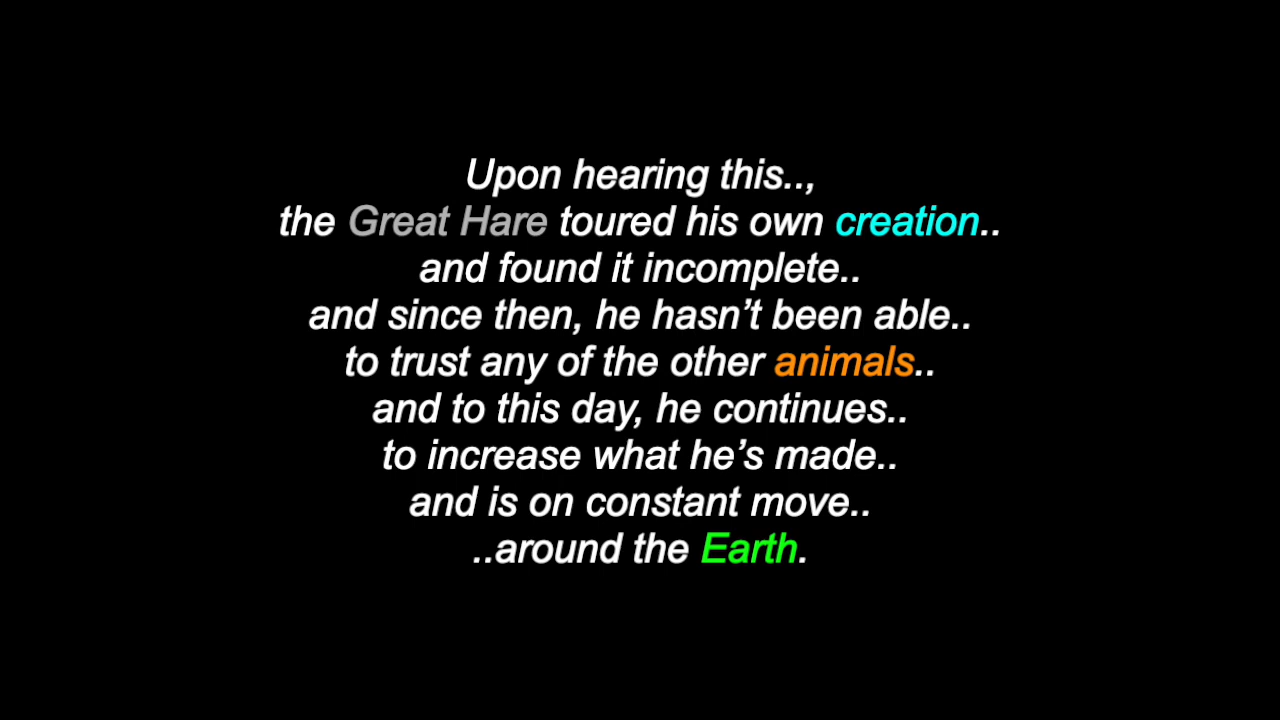 Upon hearing this..,
the Great Hare toured his own creation..
and found it incomplete..
and since then, he hasn’t been able..
to trust any of the other animals..
and to this day, he continues..
to increase what he’s made..
and is on constant move..
..around the Earth.